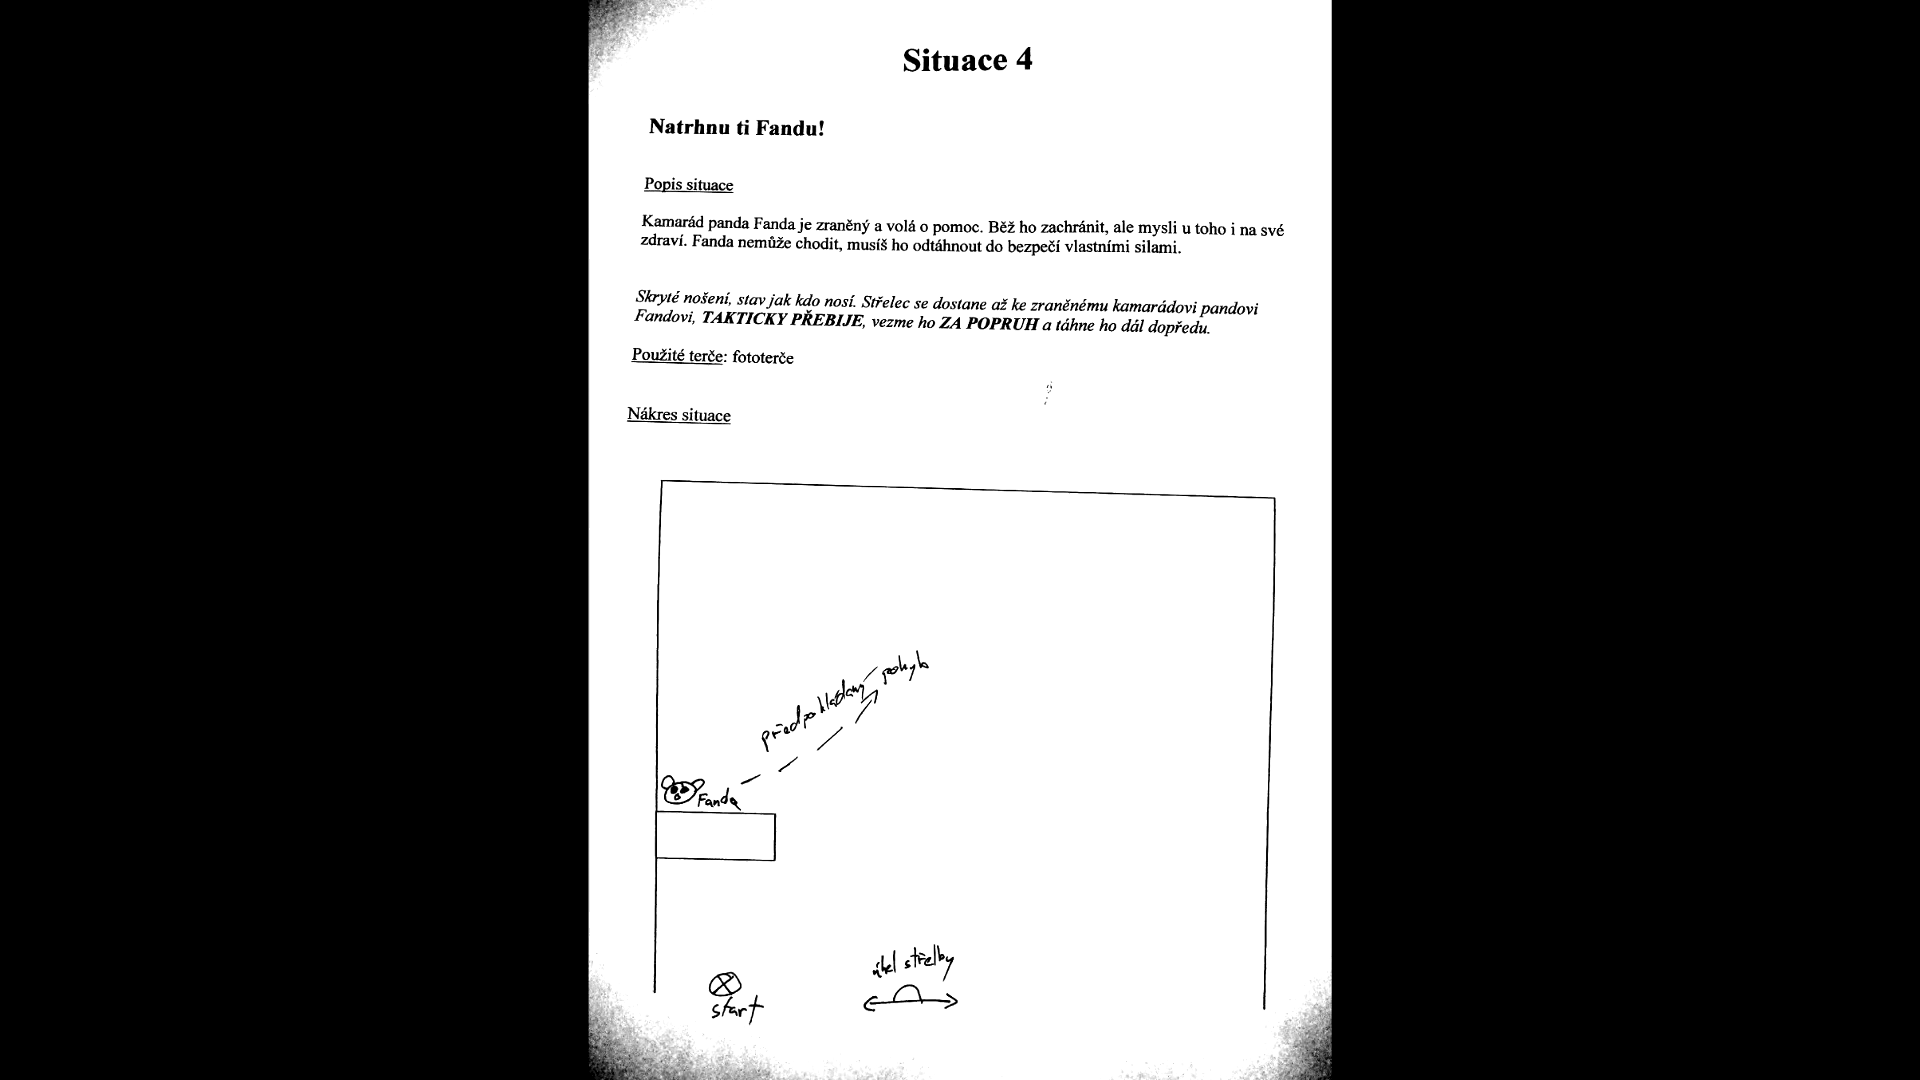 Situace 4
Natrhnu ti Fandu!
Popis situace
Kamarád panda Fanda je zraněný a volá o pomoc. Běž ho zachránit, ale mysli u toho i na své
zdraví. Fanda nemůže chodit, musíš ho odtáhnout do bezpečí vlastními silami.
Skryté nošení, stav jak kdo nosí. Střelec se dostane až ke zraněnému kamarádovi pandovi
Fandovi, TAKTICKY PŘEBIJE, vezme ho ZA POPRUH a táhne ho dál dopředu.
Použité terče: fototerče
Nákres situace
předpokládaný pohyb
Fanda
úhel střelby
start